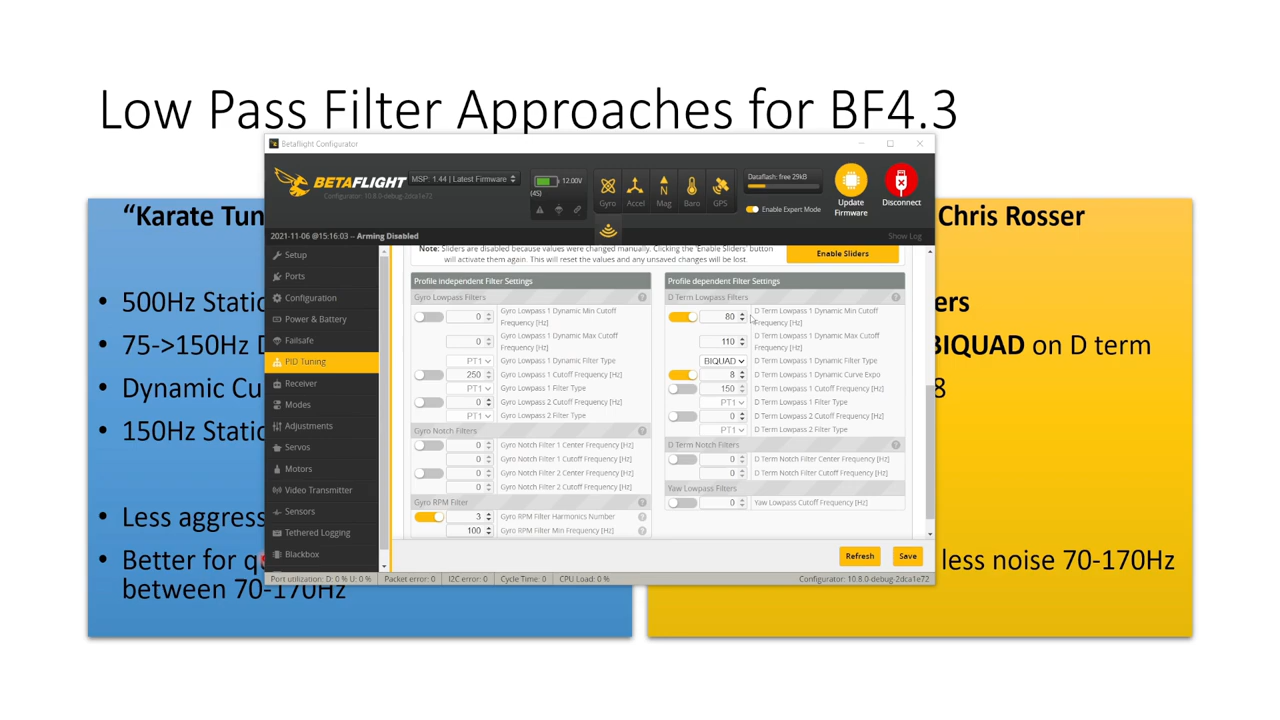 Low Pass Filter Approaches for BF4.3
"Karate Tun
Chris Rosser
• 500Hz Stati
ers
• 75->150Hz D
BIQUAD on D term
• Dynamic Cu
8
• 150Hz Stati
• Less aggress
• Better for q
less noise 70-170Hz
between 70-170Hz
Betaflight Configurator
BETAFLIGHT
MSP: 1.44 | Latest Firmware
Configurator: 10.8.0-debug-2dca1e72
12.00V
(4S)
Gyro
Accel
Mag
Baro
GPS
Dataflash: free 29kB
Enable Expert Mode
Update
Firmware
Disconnect
2021-11-06 @15:16:03 -- Arming Disabled
Show Log
Setup
Ports
Configuration
Power & Battery
Failsafe
PID Tuning
Receiver
Modes
Adjustments
Servos
Motors
Video Transmitter
Sensors
Tethered Logging
Blackbox
Note: Sliders are disabled because values were changed manually. Clicking the 'Enable Sliders' button
will activate them again. This will reset the values and any unsaved changes will be lost.
Enable Sliders
Profile independent Filter Settings
Gyro Lowpass Filters
0 Gyro Lowpass 1 Dynamic Min Cutoff
Frequency [Hz]
0 Gyro Lowpass 1 Dynamic Max Cutoff
Frequency [Hz]
PT1 Gyro Lowpass 1 Dynamic Filter Type
250 Gyro Lowpass 1 Cutoff Frequency [Hz]
PT1 Gyro Lowpass 1 Filter Type
0 Gyro Lowpass 2 Cutoff Frequency [Hz]
PT1 Gyro Lowpass 2 Filter Type
Gyro Notch Filters
0 Gyro Notch Filter 1 Center Frequency [Hz]
0 Gyro Notch Filter 1 Cutoff Frequency [Hz]
0 Gyro Notch Filter 2 Center Frequency [Hz]
0 Gyro Notch Filter 2 Cutoff Frequency [Hz]
Gyro RPM Filter
3 Gyro RPM Filter Harmonics Number
100 Gyro RPM Filter Min Frequency [Hz]
Profile dependent Filter Settings
D Term Lowpass Filters
80 D Term Lowpass 1 Dynamic Min Cutoff
Frequency [Hz]
110 D Term Lowpass 1 Dynamic Max Cutoff
Frequency [Hz]
BIQUAD D Term Lowpass 1 Dynamic Filter Type
8 D Term Lowpass 1 Dynamic Curve Expo
150 D Term Lowpass 1 Cutoff Frequency [Hz]
PT1 D Term Lowpass 1 Filter Type
0 D Term Lowpass 2 Cutoff Frequency [Hz]
PT1 D Term Lowpass 2 Filter Type
D Term Notch Filters
0 D Term Notch Filter Center Frequency [Hz]
0 D Term Notch Filter Cutoff Frequency [Hz]
Yaw Lowpass Filters
0 Yaw Lowpass Cutoff Frequency [Hz]
Refresh
Save
Port utilization: D: 0 % U: 0 %
Packet error: 0
I2C error: 0
Cycle Time: 0
CPU Load: 0 %
Configurator: 10.8.0-debug-2dca1e72